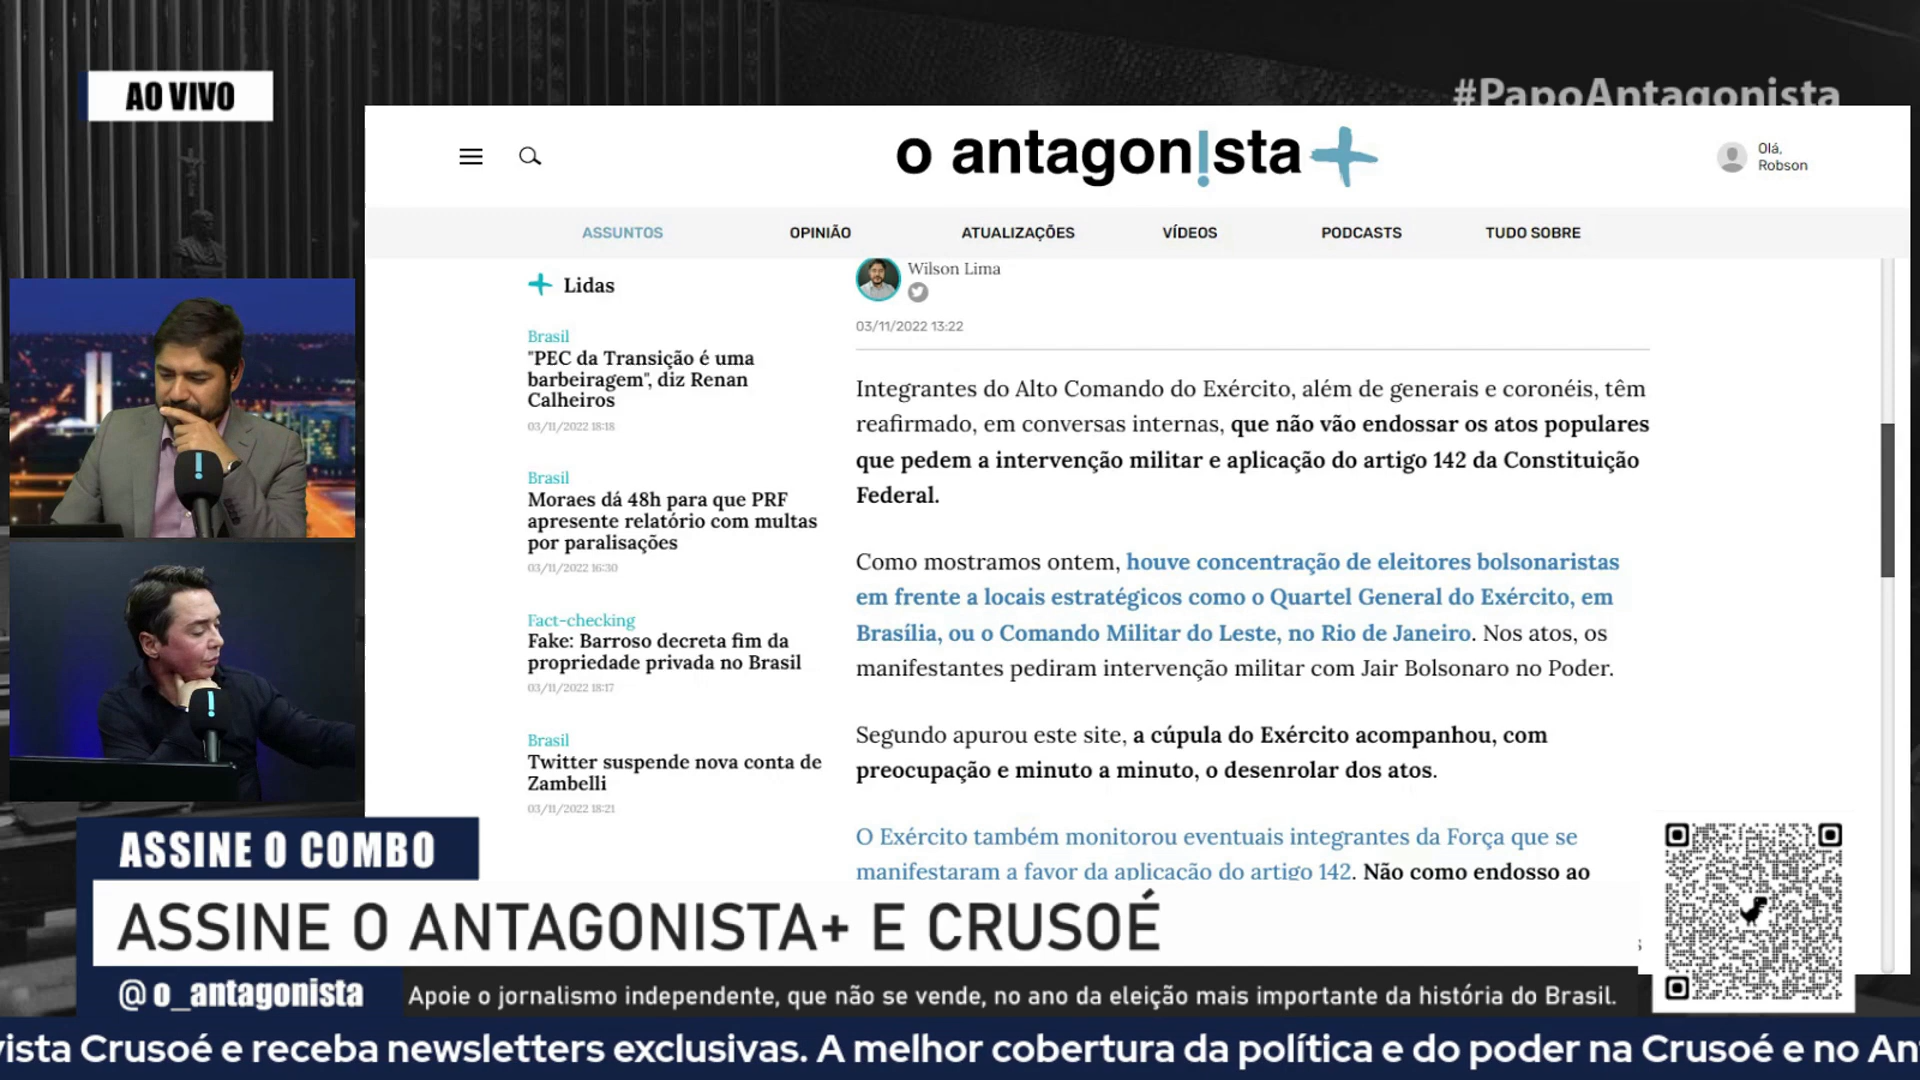 AO VIVO
#PapoAntagonista
o antagon!sta+
Olá,
Robson
ASSUNTOS
OPINIÃO
ATUALIZAÇÕES
VÍDEOS
PODCASTS
TUDO SOBRE
+ Lidas
Brasil
"PEC da Transição é uma
barbeiragem", diz Renan
Calheiros
03/11/2022 18:18
Brasil
Moraes dá 48h para que PRF
apresente relatório com multas
por paralisações
03/11/2022 16:30
Fact-checking
Fake: Barroso decreta fim da
propriedade privada no Brasil
03/11/2022 18:17
Brasil
Twitter suspende nova conta de
Zambelli
03/11/2022 18:21
Wilson Lima
03/11/2022 13:22
Integrantes do Alto Comando do Exército, além de generais e coronéis, têm
reafirmado, em conversas internas, que não vão endossar os atos populares
que pedem a intervenção militar e aplicação do artigo 142 da Constituição
Federal.
Como mostramos ontem, houve concentração de eleitores bolsonaristas
em frente a locais estratégicos como o Quartel General do Exército, em
Brasília, ou o Comando Militar do Leste, no Rio de Janeiro. Nos atos, os
manifestantes pediram intervenção militar com Jair Bolsonaro no Poder.
Segundo apurou este site, a cúpula do Exército acompanhou, com
preocupação e minuto a minuto, o desenrolar dos atos.
O Exército também monitorou eventuais integrantes da Força que se
manifestaram a favor da aplicação do artigo 142. Não como endosso ao
ASSINE O COMBO
ASSINE O ANTAGONISTA+ E CRUSOÉ
@o_antagonista
Apoie o jornalismo independente, que não se vende, no ano da eleição mais importante da história do Brasil.
vista Crusoé e receba newsletters exclusivas. A melhor cobertura da política e do poder na Crusoé e no An